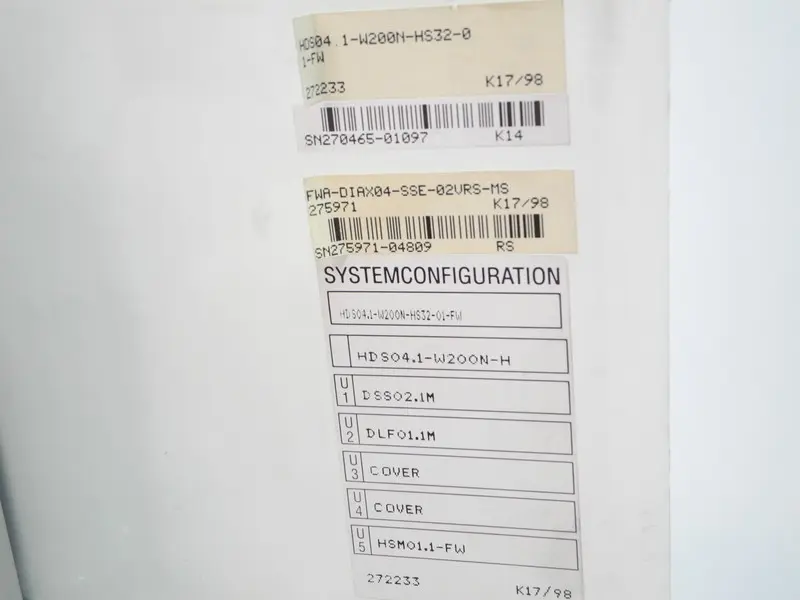 HDS04.1-W200N-HS32-0
1-FW
272233 K17/98
SN270465-01097 K14
FWA-DIAX04-SSE-02VRS-MS
275971 K17/98
SN275971-04809 RS
SYSTEMCONFIGURATION
HDS04.1-W200N-HS32-01-FW
HDS04.1-W200N-H
U1 DSS02.1M
U2 DLF01.1M
U3 COVER
U4 COVER
U5 HSM01.1-FW
272233 K17/98